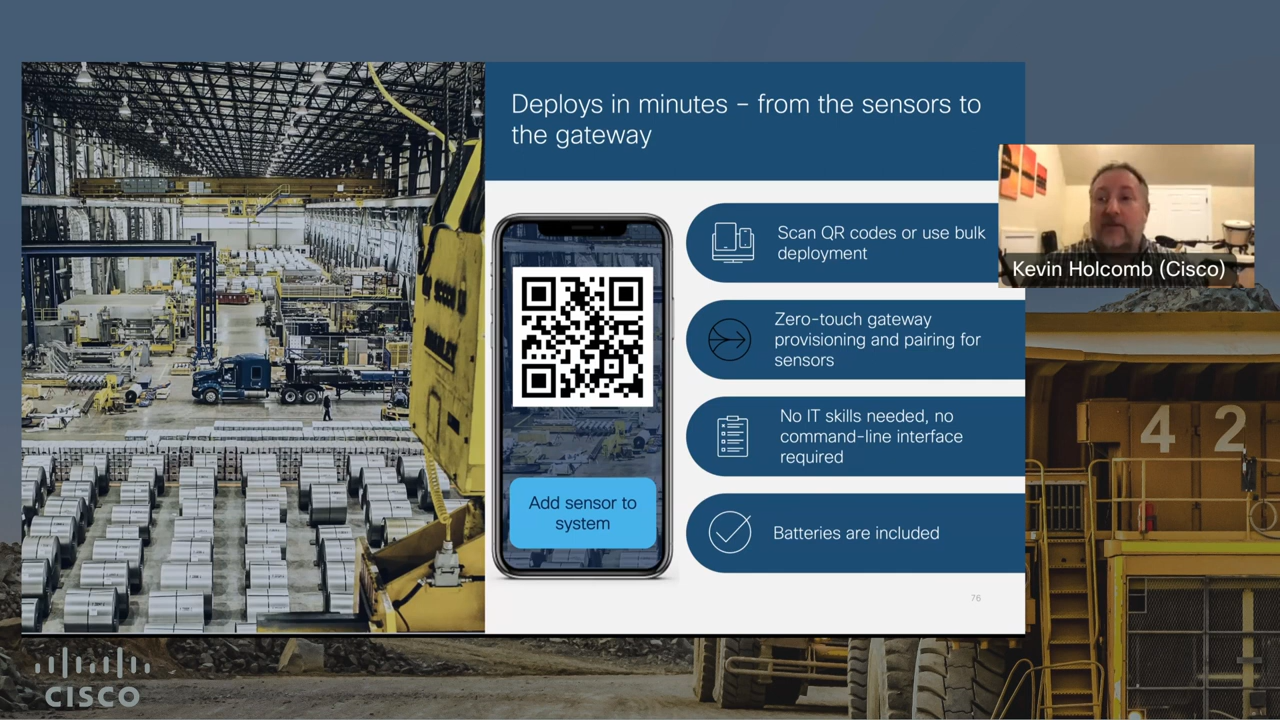 Deploys in minutes – from the sensors to
the gateway
Scan QR codes or use bulk
deployment
Kevin Holcomb (Cisco)
Zero-touch gateway
provisioning and pairing for
sensors
No IT skills needed, no
command-line interface
required
Add sensor to
system
Batteries are included
76
42
CISCO